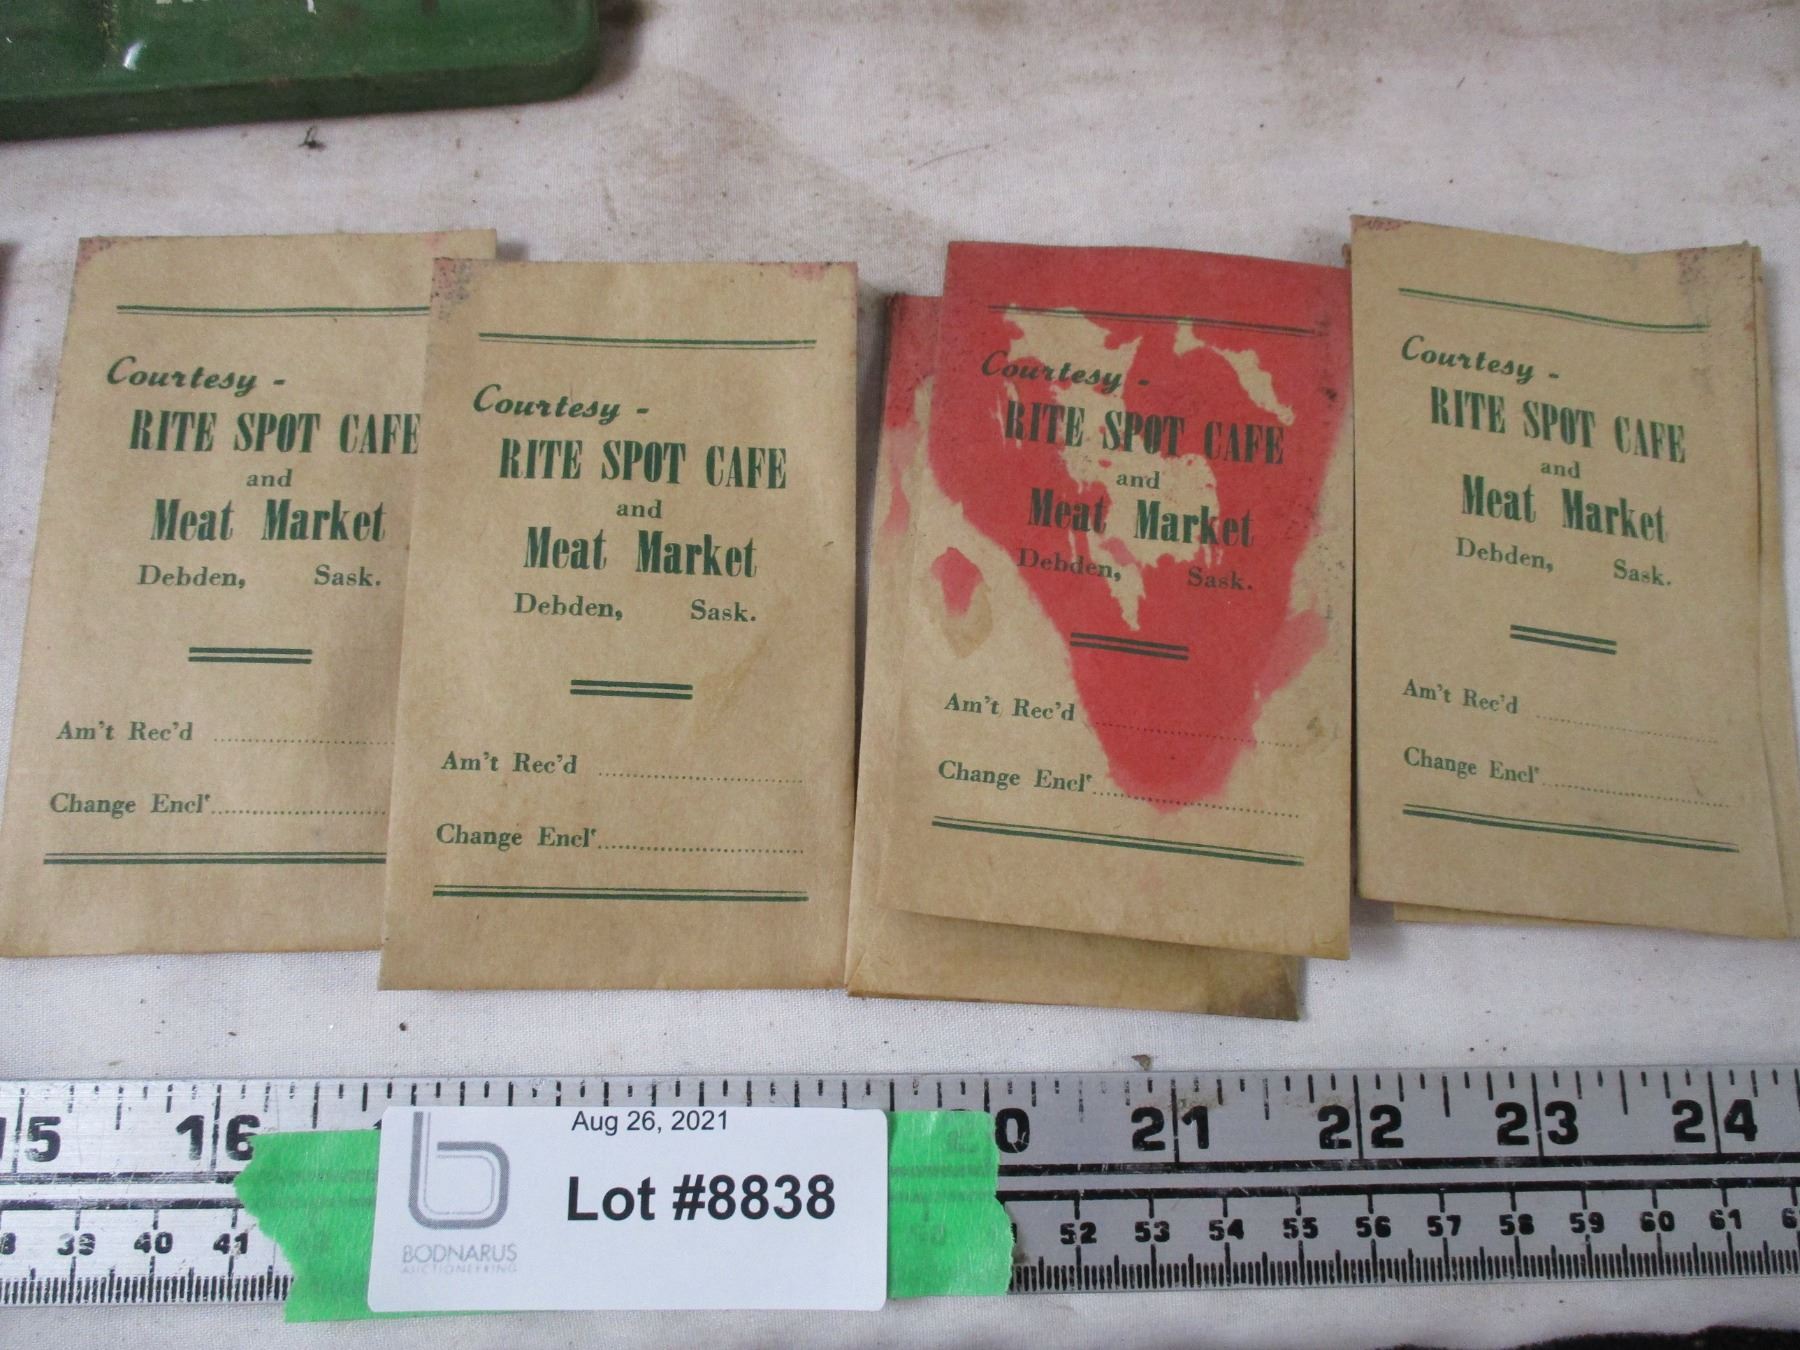 Courtesy -
RITE SPOT CAFE
and
Meat Market
Debden, Sask.
Am't Rec'd
Change Encl'
Courtesy -
RITE SPOT CAFE
and
Meat Market
Debden, Sask.
Am't Rec'd
Change Encl'
Courtesy -
RITE SPOT CAFE
and
Meat Market
Debden, Sask.
Am't Rec'd
Change Encl'
Courtesy -
RITE SPOT CAFE
and
Meat Market
Debden, Sask.
Am't Rec'd
Change Encl'
16 21 22 23 24
39 40 41 52 53 54 55 56 57 58 59 60 61
Aug 26, 2021
Lot #8838
BODNARUS
AUCTIONEERING